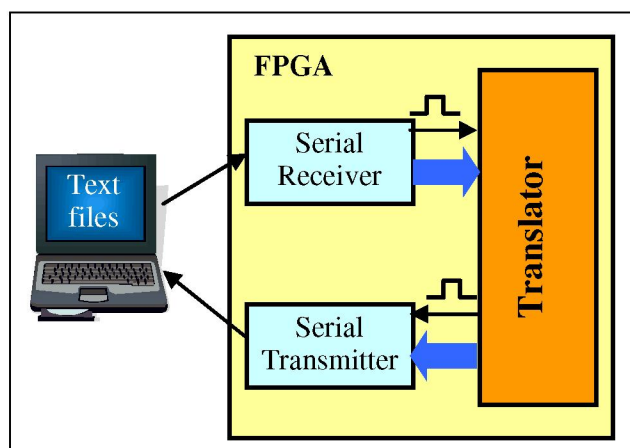 FPGA
Text
files
Serial
Receiver
Translator
Serial
Transmitter